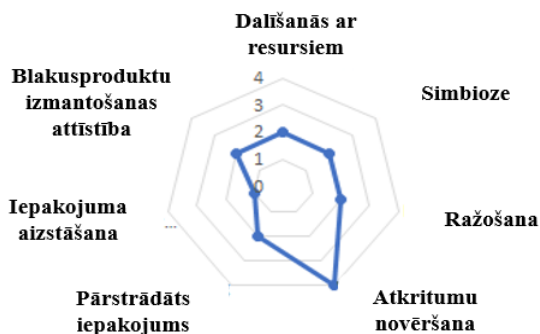 Dalīšanās ar
resursiem
Simbioze
Ražošana
Atkritumu
novēršana
Pārstrādāts
iepakojums
Iepakojuma
aizstāšana
Blakusproduktu
izmantošanas
attīstība
4
3
2
1
0